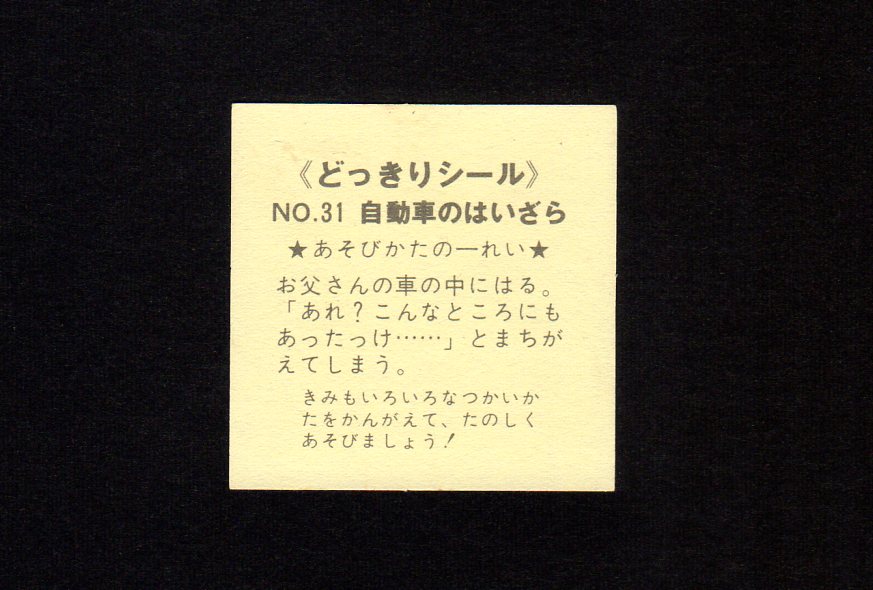 《どっきりシール》
NO.31 自動車のはいざら
★あそびかたの一れい★
お父さんの車の中にはる。
「あれ？こんなところにも
あったっけ……」とまちが
えてしまう。
きみもいろいろなつかいか
たをかんがえて、たのしく
あそびましょう！